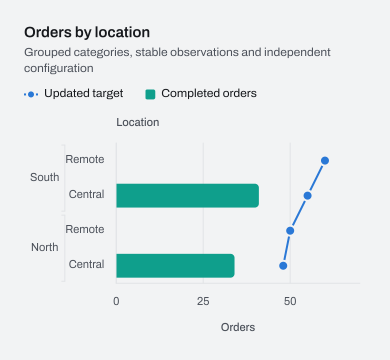 Orders by location
Grouped categories, stable observations and independent
configuration
Updated target
Completed orders
Location
Remote
South
Central
Remote
North
Central
0
25
50
Orders